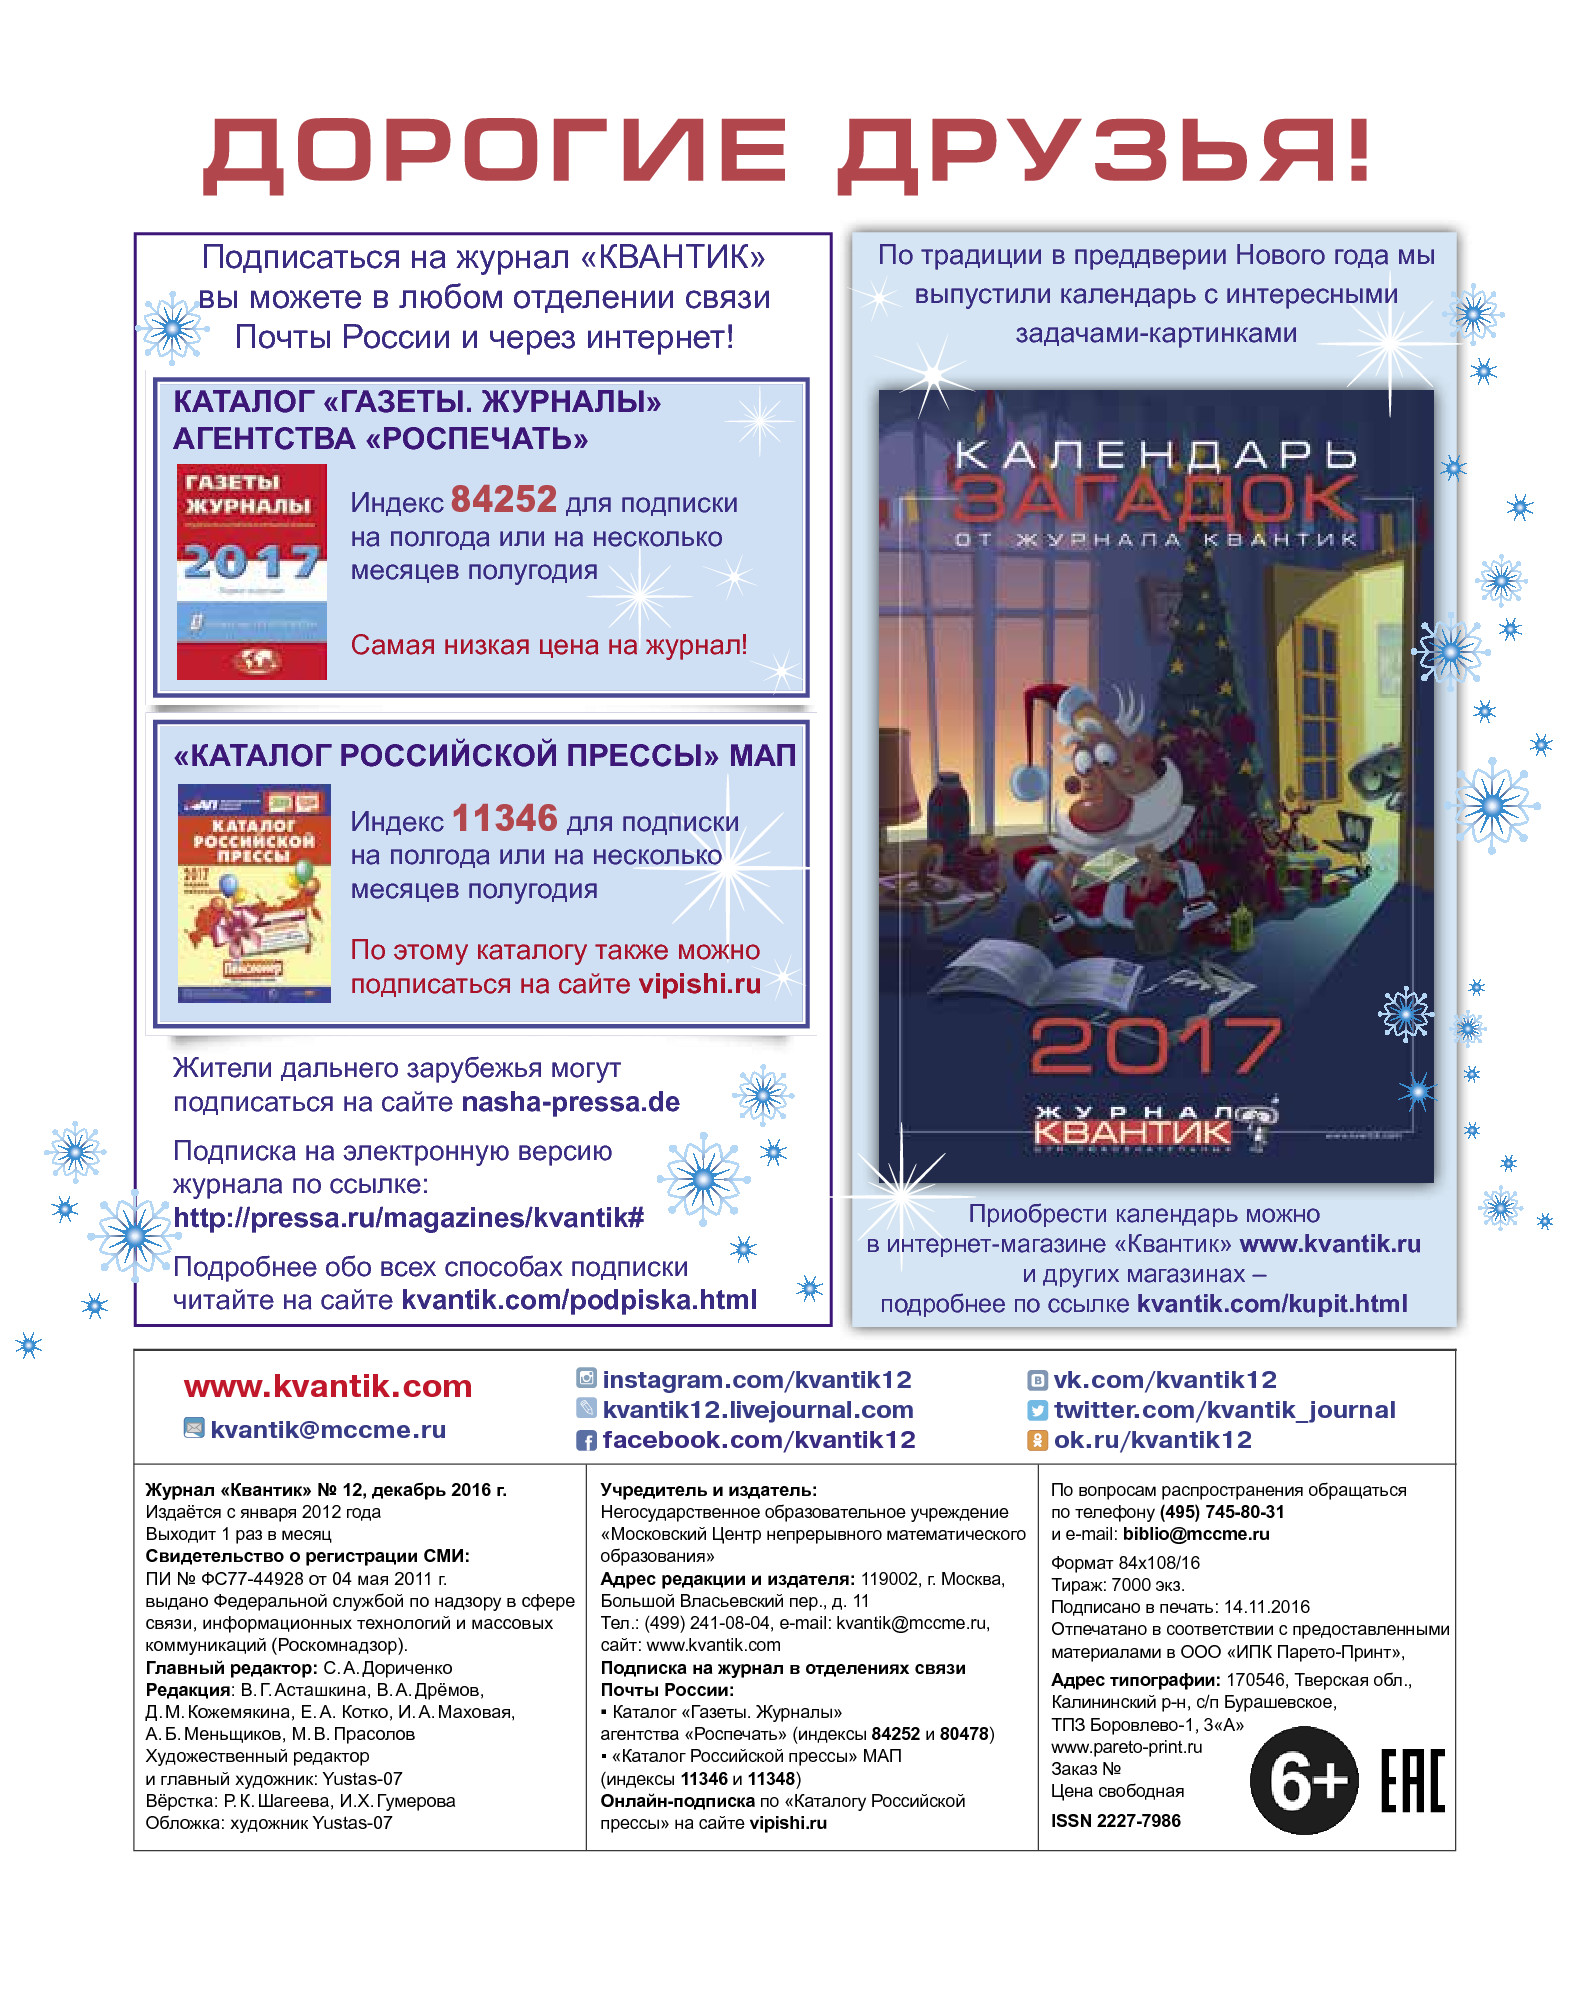 ДОРОГИЕ ДРУЗЬЯ!
Подписаться на журнал «КВАНТИК»
вы можете в любом отделении связи
Почты России и через интернет!
КАТАЛОГ «ГАЗЕТЫ. ЖУРНАЛЫ»
АГЕНТСТВА «РОСПЕЧАТЬ»
ГАЗЕТЫ
ЖУРНАЛЫ
2017
Индекс 84252 для подписки
на полгода или на несколько
месяцев полугодия
Самая низкая цена на журнал!
«КАТАЛОГ РОССИЙСКОЙ ПРЕССЫ» МАП
КАТАЛОГ
РОССИЙСКОЙ
ПРЕССЫ
2017
Пенсионер
Индекс 11346 для подписки
на полгода или на несколько
месяцев полугодия
По этому каталогу также можно
подписаться на сайте vipishi.ru
Жители дальнего зарубежья могут
подписаться на сайте nasha-pressa.de
Подписка на электронную версию
журнала по ссылке:
http://pressa.ru/magazines/kvantik#
Подробнее обо всех способах подписки
читайте на сайте kvantik.com/podpiska.html
По традиции в преддверии Нового года мы
выпустили календарь с интересными
задачами-картинками
КАЛЕНДАРЬ
ЗАГАДОК
ОТ ЖУРНАЛА КВАНТИК
2017
ЖУРНАЛ
КВАНТИК
Приобрести календарь можно
в интернет-магазине «Квантик» www.kvantik.ru
и других магазинах –
подробнее по ссылке kvantik.com/kupit.html
www.kvantik.com
kvantik@mccme.ru
instagram.com/kvantik12
kvantik12.livejournal.com
facebook.com/kvantik12
vk.com/kvantik12
twitter.com/kvantik_journal
ok.ru/kvantik12
Журнал «Квантик» № 12, декабрь 2016 г.
Издаётся с января 2012 года
Выходит 1 раз в месяц
Свидетельство о регистрации СМИ:
ПИ № ФС77-44928 от 04 мая 2011 г.
выдано Федеральной службой по надзору в сфере
связи, информационных технологий и массовых
коммуникаций (Роскомнадзор).
Главный редактор: С. А. Дориченко
Редакция: В. Г. Асташкина, В. А. Дрёмов,
Д. М. Кожемякина, Е. А. Котко, И. А. Маховая,
А. Б. Меньщиков, М. В. Прасолов
Художественный редактор
и главный художник: Yustas-07
Вёрстка: Р. К. Шагеева, И. Х. Гумерова
Обложка: художник Yustas-07
Учредитель и издатель:
Негосударственное образовательное учреждение
«Московский Центр непрерывного математического
образования»
Адрес редакции и издателя: 119002, г. Москва,
Большой Власьевский пер., д. 11
Тел.: (499) 241-08-04, e-mail: kvantik@mccme.ru,
сайт: www.kvantik.com
Подписка на журнал в отделениях связи
Почты России:
▪ Каталог «Газеты. Журналы»
агентства «Роспечать» (индексы 84252 и 80478)
▪ «Каталог Российской прессы» МАП
(индексы 11346 и 11348)
Онлайн-подписка по «Каталогу Российской
прессы» на сайте vipishi.ru
По вопросам распространения обращаться
по телефону (495) 745-80-31
и e-mail: biblio@mccme.ru
Формат 84х108/16
Тираж: 7000 экз.
Подписано в печать: 14.11.2016
Отпечатано в соответствии с предоставленными
материалами в ООО «ИПК Парето-Принт»,
Адрес типографии: 170546, Тверская обл.,
Калининский р-н, с/п Бурашевское,
ТПЗ Боровлево-1, 3«А»
www.pareto-print.ru
Заказ №
Цена свободная
ISSN 2227-7986
6+
EAC